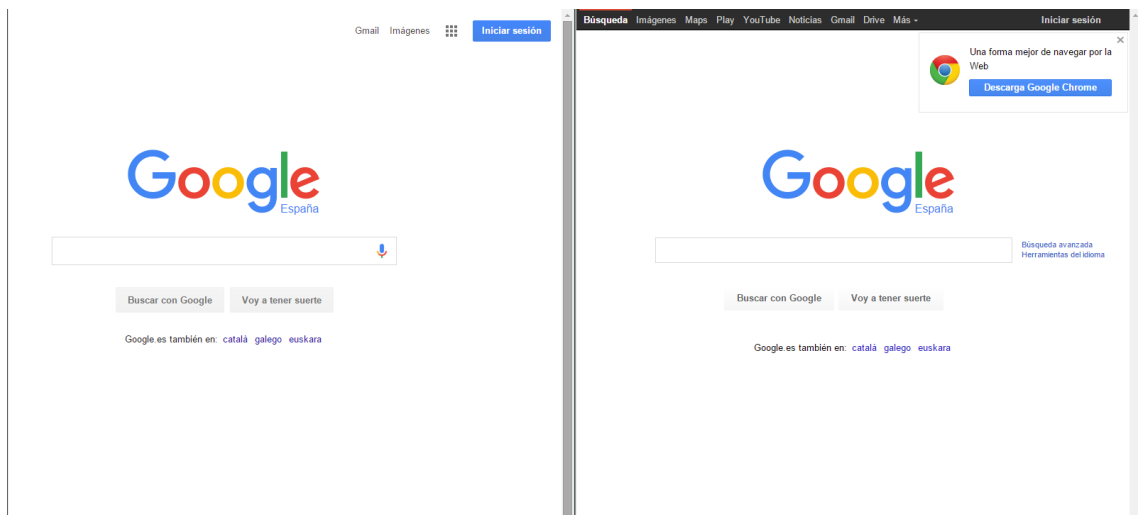 Gmail Imágenes Iniciar sesión
Google
España
Buscar con Google Voy a tener suerte
Google.es también en: català galego euskara
Búsqueda Imágenes Maps Play YouTube Noticias Gmail Drive Más Iniciar sesión
Una forma mejor de navegar por la
Web
Descarga Google Chrome
Google
España
Búsqueda avanzada
Herramientas del idioma
Buscar con Google Voy a tener suerte
Google.es también en: català galego euskara